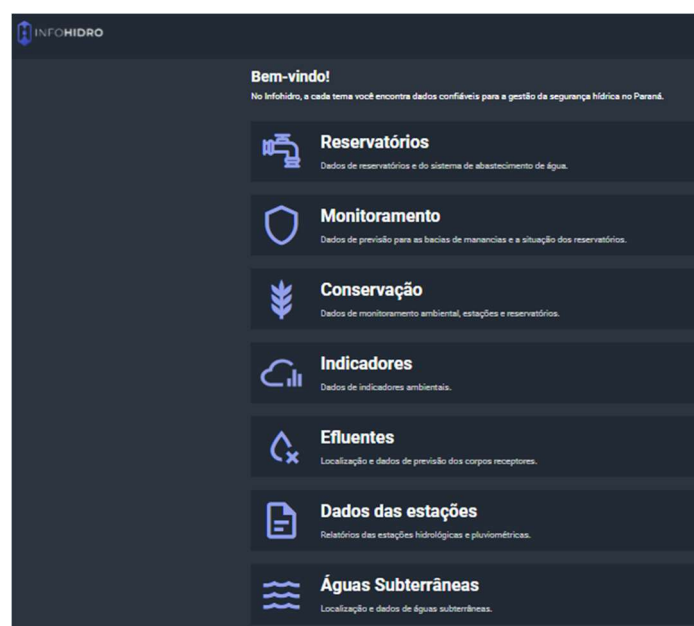 INFOHIDRO
Bem-vindo!
No Infohidro, a cada tema você encontra dados confiáveis para a gestão da segurança hídrica no Paraná.
Reservatórios
Dados de reservatórios e do sistema de abastecimento de água.
Monitoramento
Dados de previsão para as bacias de manancias e a situação dos reservatórios.
Conservação
Dados de monitoramento ambiental, estações e reservatórios.
Indicadores
Dados de indicadores ambientais.
Efluentes
Localização e dados de previsão dos corpos receptores.
Dados das estações
Relatórios das estações hidrológicas e pluviométricas.
Águas Subterrâneas
Localização e dados de águas subterrâneas.